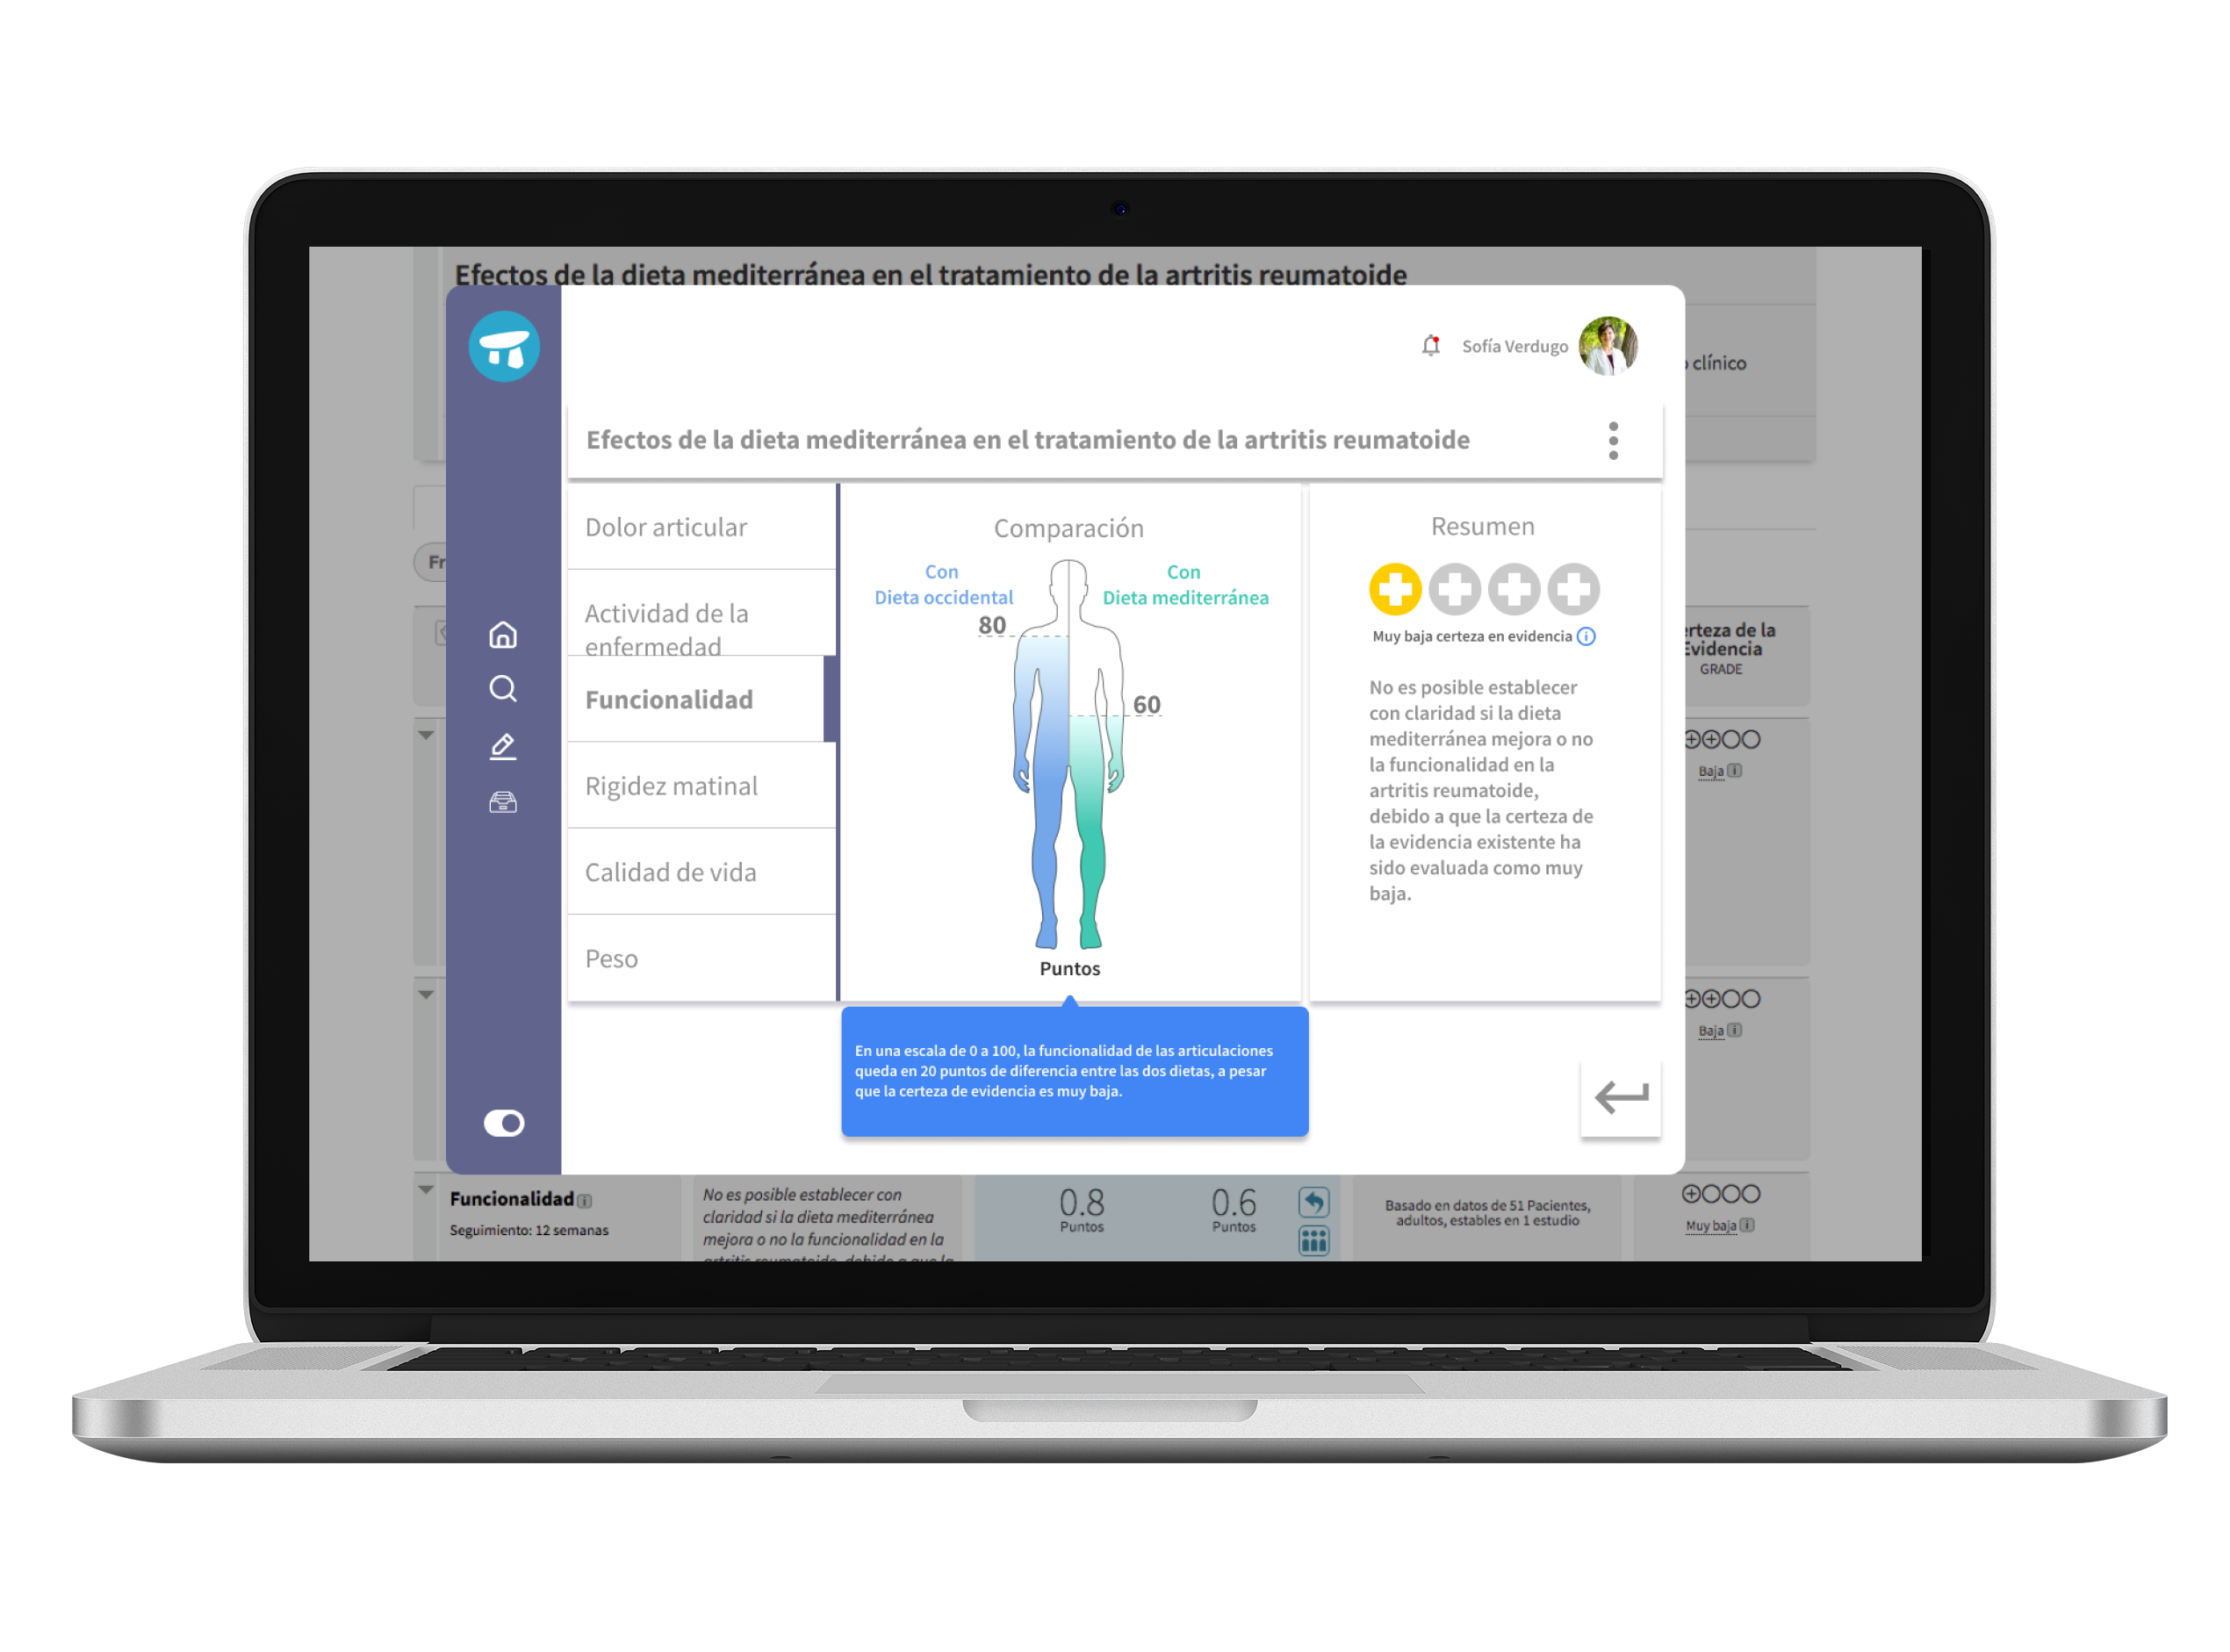 Efectos de la dieta mediterránea en el tratamiento de la artritis reumatoide
clínico
Sofía Verdugo
Efectos de la dieta mediterránea en el tratamiento de la artritis reumatoide
Dolor articular
Actividad de la
enfermedad
Funcionalidad
Rigidez matinal
Calidad de vida
Peso
Comparación
Con
Dieta occidental
80
Con
Dieta mediterránea
60
Puntos
En una escala de 0 a 100, la funcionalidad de las articulaciones
queda en 20 puntos de diferencia entre las dos dietas, a pesar
que la certeza de evidencia es muy baja.
Resumen
Muy baja certeza en evidencia
No es posible establecer
con claridad si la dieta
mediterránea mejora o no
la funcionalidad en la
artritis reumatoide,
debido a que la certeza de
la evidencia existente ha
sido evaluada como muy
baja.
Fr
erteza de la
Evidencia
GRADE
Baja
Baja
Funcionalidad
Seguimiento: 12 semanas
No es posible establecer con
claridad si la dieta mediterránea
mejora o no la funcionalidad en la
artritis reumatoide, debido a que la
0.8
Puntos
0.6
Puntos
Basado en datos de 51 Pacientes,
adultos, estables en 1 estudio
Muy baja